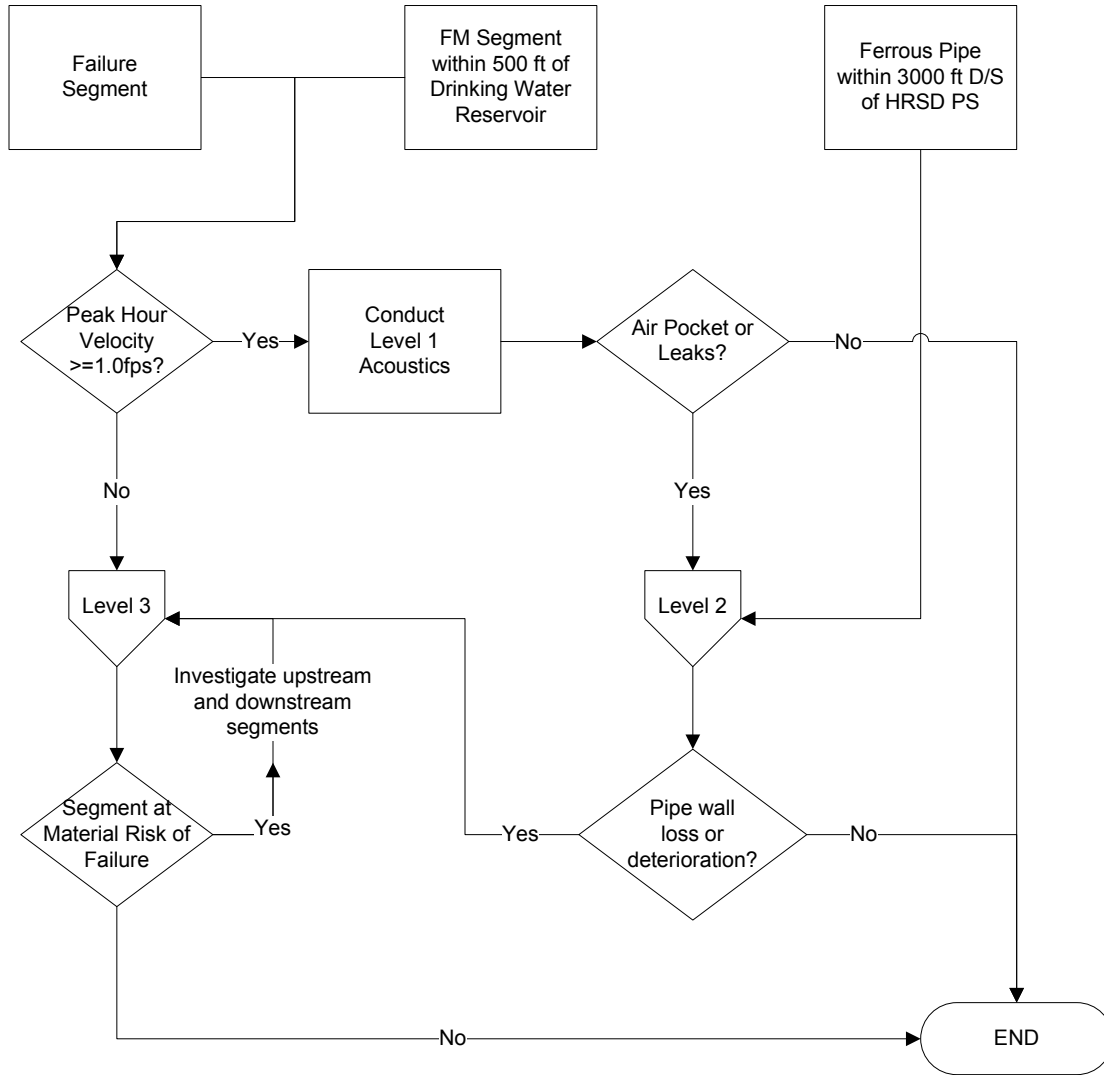 Failure
Segment
FM Segment
within 500 ft of
Drinking Water
Reservoir
Ferrous Pipe
within 3000 ft D/S
of HRSD PS
Peak Hour
Velocity
>=1.0fps?
Yes
Conduct
Level 1
Acoustics
Air Pocket or
Leaks?
No
No
Yes
Level 3
Level 2
Investigate upstream
and downstream
segments
Segment at
Material Risk of
Failure
Yes
Yes
Pipe wall
loss or
deterioration?
No
No
END